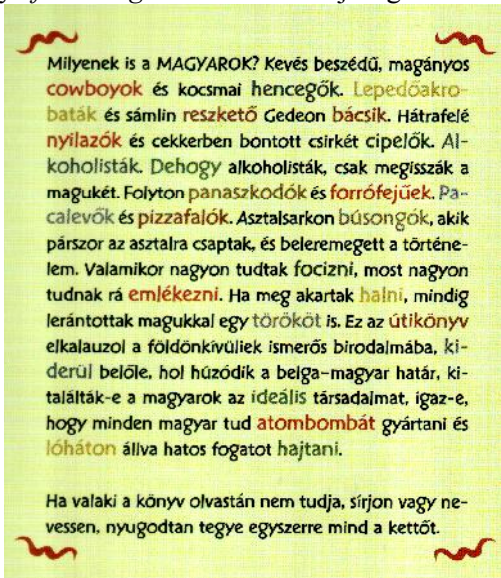 Milyenek is a MAGYAROK? Kevés beszédű, magányos
cowboyok és kocsmai hencegők. Lepedőakro-
baták és sámlin reszkető Gedeon bácsik. Hátrafelé
nyilazók és cekkerben bontott csirkét cipelők. Al-
koholisták. Dehogy alkoholisták, csak megisszák a
magukét. Folyton panaszkodók és forrófejűek. Pa-
calevők és pizzafalók. Asztalsarkon búsongók, akik
párszor az asztalra csaptak, és beleremegett a történe-
lem. Valamikor nagyon tudtak focizni, most nagyon
tudnak rá emlékezni. Ha meg akartak halni, mindig
lerántottak magukkal egy törököt is. Ez az útikönyv
elkalauzol a földönkívüliek ismerős birodalmába, ki-
derül belőle, hol húzódik a belga-magyar határ, ki-
találták-e a magyarok az ideális társadalmat, igaz-e,
hogy minden magyar tud atombombát gyártani és
lóháton állva hatos fogatot hajtani.
Ha valaki a könyv olvastán nem tudja, sírjon vagy ne-
vessen, nyugodtan tegye egyszerre mind a kettőt.